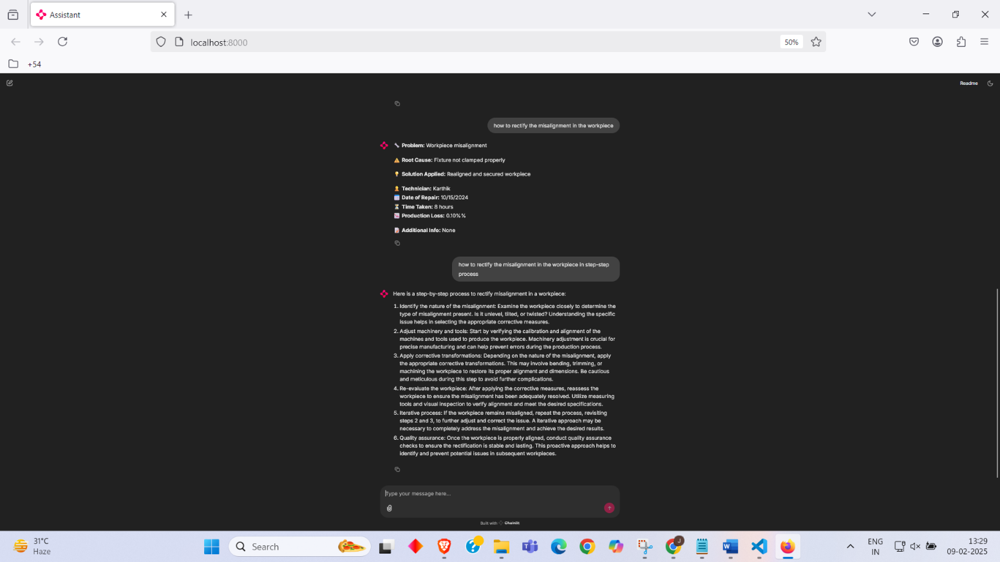 Assistant
localhost:8000
50%
+54
Readme
how to rectify the misalignment in the workpiece
Problem: Workpiece misalignment
Root Cause: Fixture not clamped properly
Solution Applied: Realigned and secured workpiece
Technician: Karthik
Date of Repair: 10/15/2024
Time Taken: 8 hours
Production Loss: 0.10%%
Additional Info: None
how to rectify the misalignment in the workpiece in step-step
process
Here is a step-by-step process to rectify misalignment in a workpiece:
1. Identify the nature of the misalignment: Examine the workpiece closely to determine the
type of misalignment present. Is it unlevel, tilted, or twisted? Understanding the specific
issue helps in selecting the appropriate corrective measures.
2. Adjust machinery and tools: Start by verifying the calibration and alignment of the
machines and tools used to produce the workpiece. Machinery adjustment is crucial for
precise manufacturing and can help prevent errors during the production process.
3. Apply corrective transformations: Depending on the nature of the misalignment, apply
the appropriate corrective transformations. This may involve bending, trimming, or
machining the workpiece to restore its proper alignment and dimensions. Be cautious
and meticulous during this step to avoid further complications.
4. Re-evaluate the workpiece: After applying the corrective measures, reassess the
workpiece to ensure the misalignment has been adequately resolved. Utilize measuring
tools and visual inspection to verify alignment and meet the desired specifications.
5. Iterative process: If the workpiece remains misaligned, repeat the process, revisiting
steps 2 and 3, to further adjust and correct the issue. A iterative approach may be
necessary to completely address the misalignment and achieve the desired results.
6. Quality assurance: Once the workpiece is properly aligned, conduct quality assurance
checks to ensure the rectification is stable and lasting. This proactive approach helps to
identify and prevent potential issues in subsequent workpieces.
Type your message here...
Built with Chainlit
31°C
Haze
Search
J
ENG
IN
13:29
09-02-2025